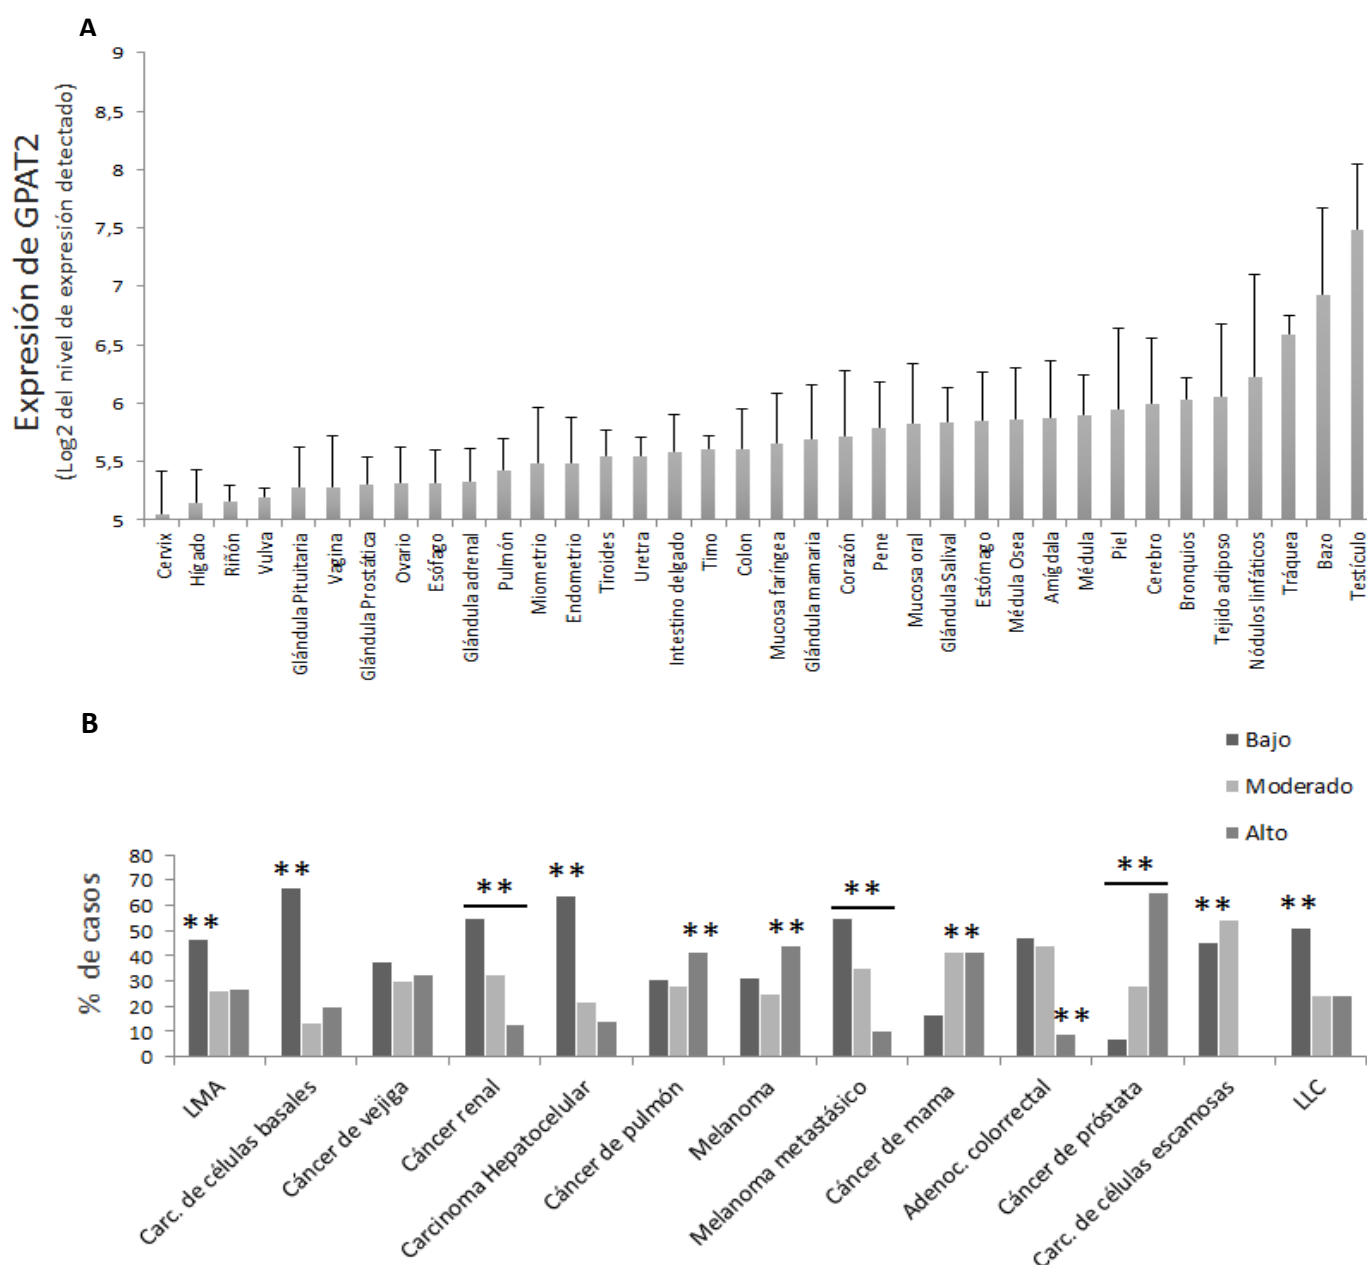 A
Expresión de GPAT2
(Log2 del nivel de expresión detectado)
9
8,5
8
7,5
7
6,5
6
5,5
5
Cervix
Hígado
Riñón
Vulva
Glándula Pituitaria
Vagina
Glándula Prostática
Ovario
Esófago
Glándula adrenal
Pulmón
Miometrio
Endometrio
Tiroides
Uretra
Intestino delgado
Timo
Colon
Mucosa faríngea
Glándula mamaria
Corazón
Pene
Mucosa oral
Glándula Salival
Estómago
Médula Osea
Amígdala
Médula
Piel
Cerebro
Bronquios
Tejido adiposo
Nódulos linfáticos
Tráquea
Bazo
Testículo
B
Bajo
Moderado
Alto
% de casos
80
70
60
50
40
30
20
10
0
**
**
**
**
**
**
**
**
**
**
**
**
LMA
Carc. de células basales
Cáncer de vejiga
Cáncer renal
Carcinoma Hepatocelular
Cáncer de pulmón
Melanoma
Melanoma metastásico
Cáncer de mama
Adenoc. colorrectal
Cáncer de próstata
Carc. de células escamosas
LLC